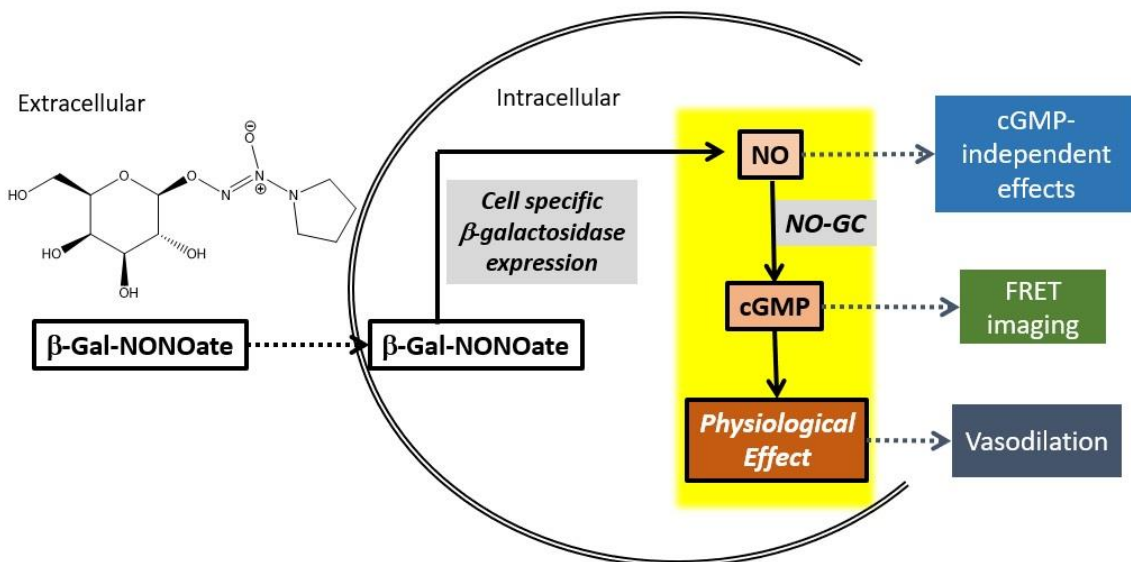 Extracellular
Intracellular
O
⊖
HO
O
O
N
N
⊕
N
HO
OH
OH
NO
cGMP-
independent
effects
Cell specific
β-galactosidase
expression
NO-GC
cGMP
FRET
imaging
β-Gal-NONOate
β-Gal-NONOate
Physiological
Effect
Vasodilation